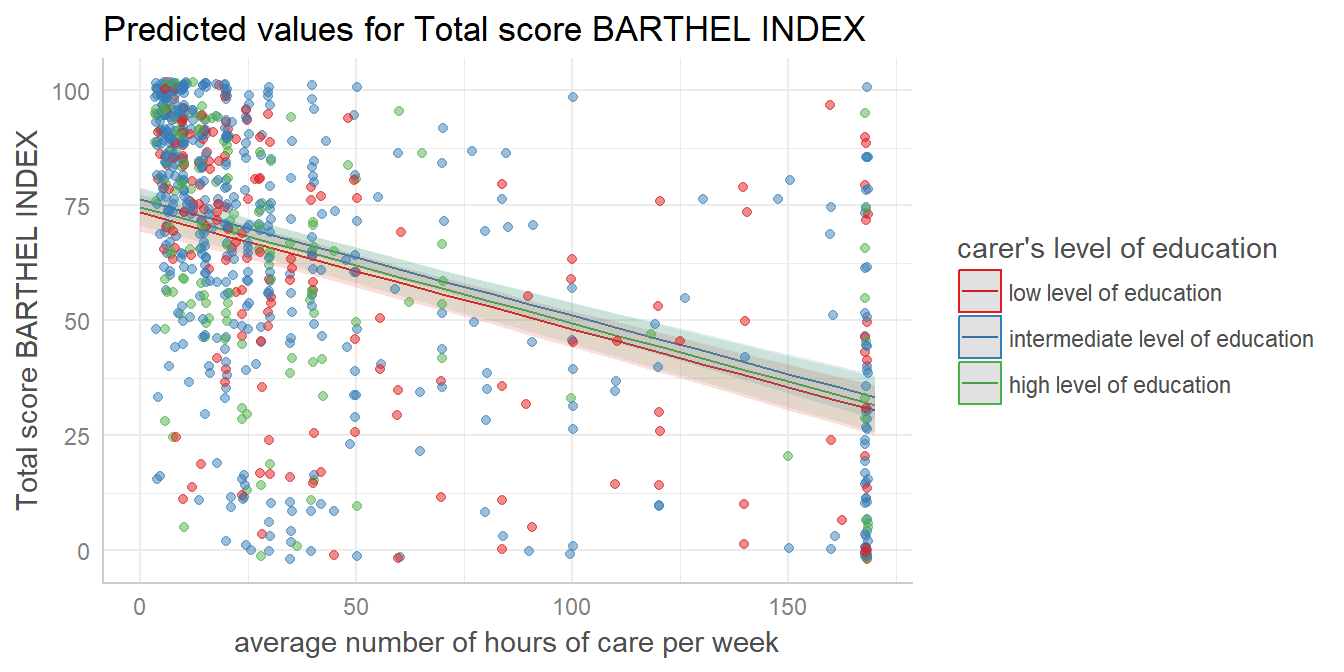 Predicted values for Total score BARTHEL INDEX
Total score BARTHEL INDEX
100
75
50
25
0
0 50 100 150
average number of hours of care per week
carer's level of education
low level of education
intermediate level of education
high level of education